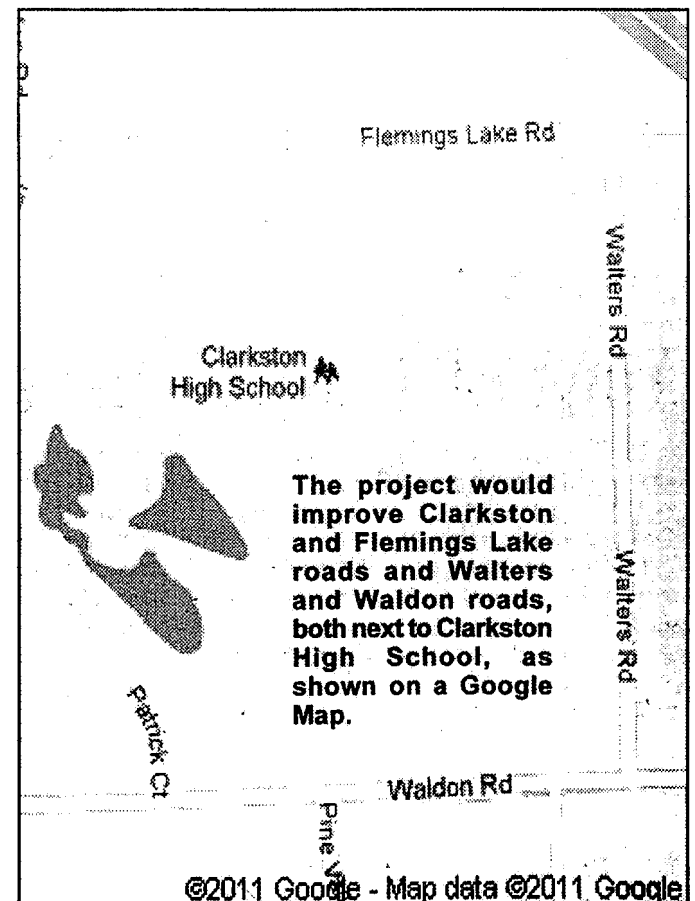 Flemings Lake Rd
Walters Rd
Clarkston
High School
The project would
improve Clarkston
and Flemings Lake
roads and Walters
and Waldon roads,
both next to Clarkston
High School, as
shown on a Google
Map.
Walters Rd
Patrick Ct
Waldon Rd
Pine
©2011 Google - Map data ©2011 Google